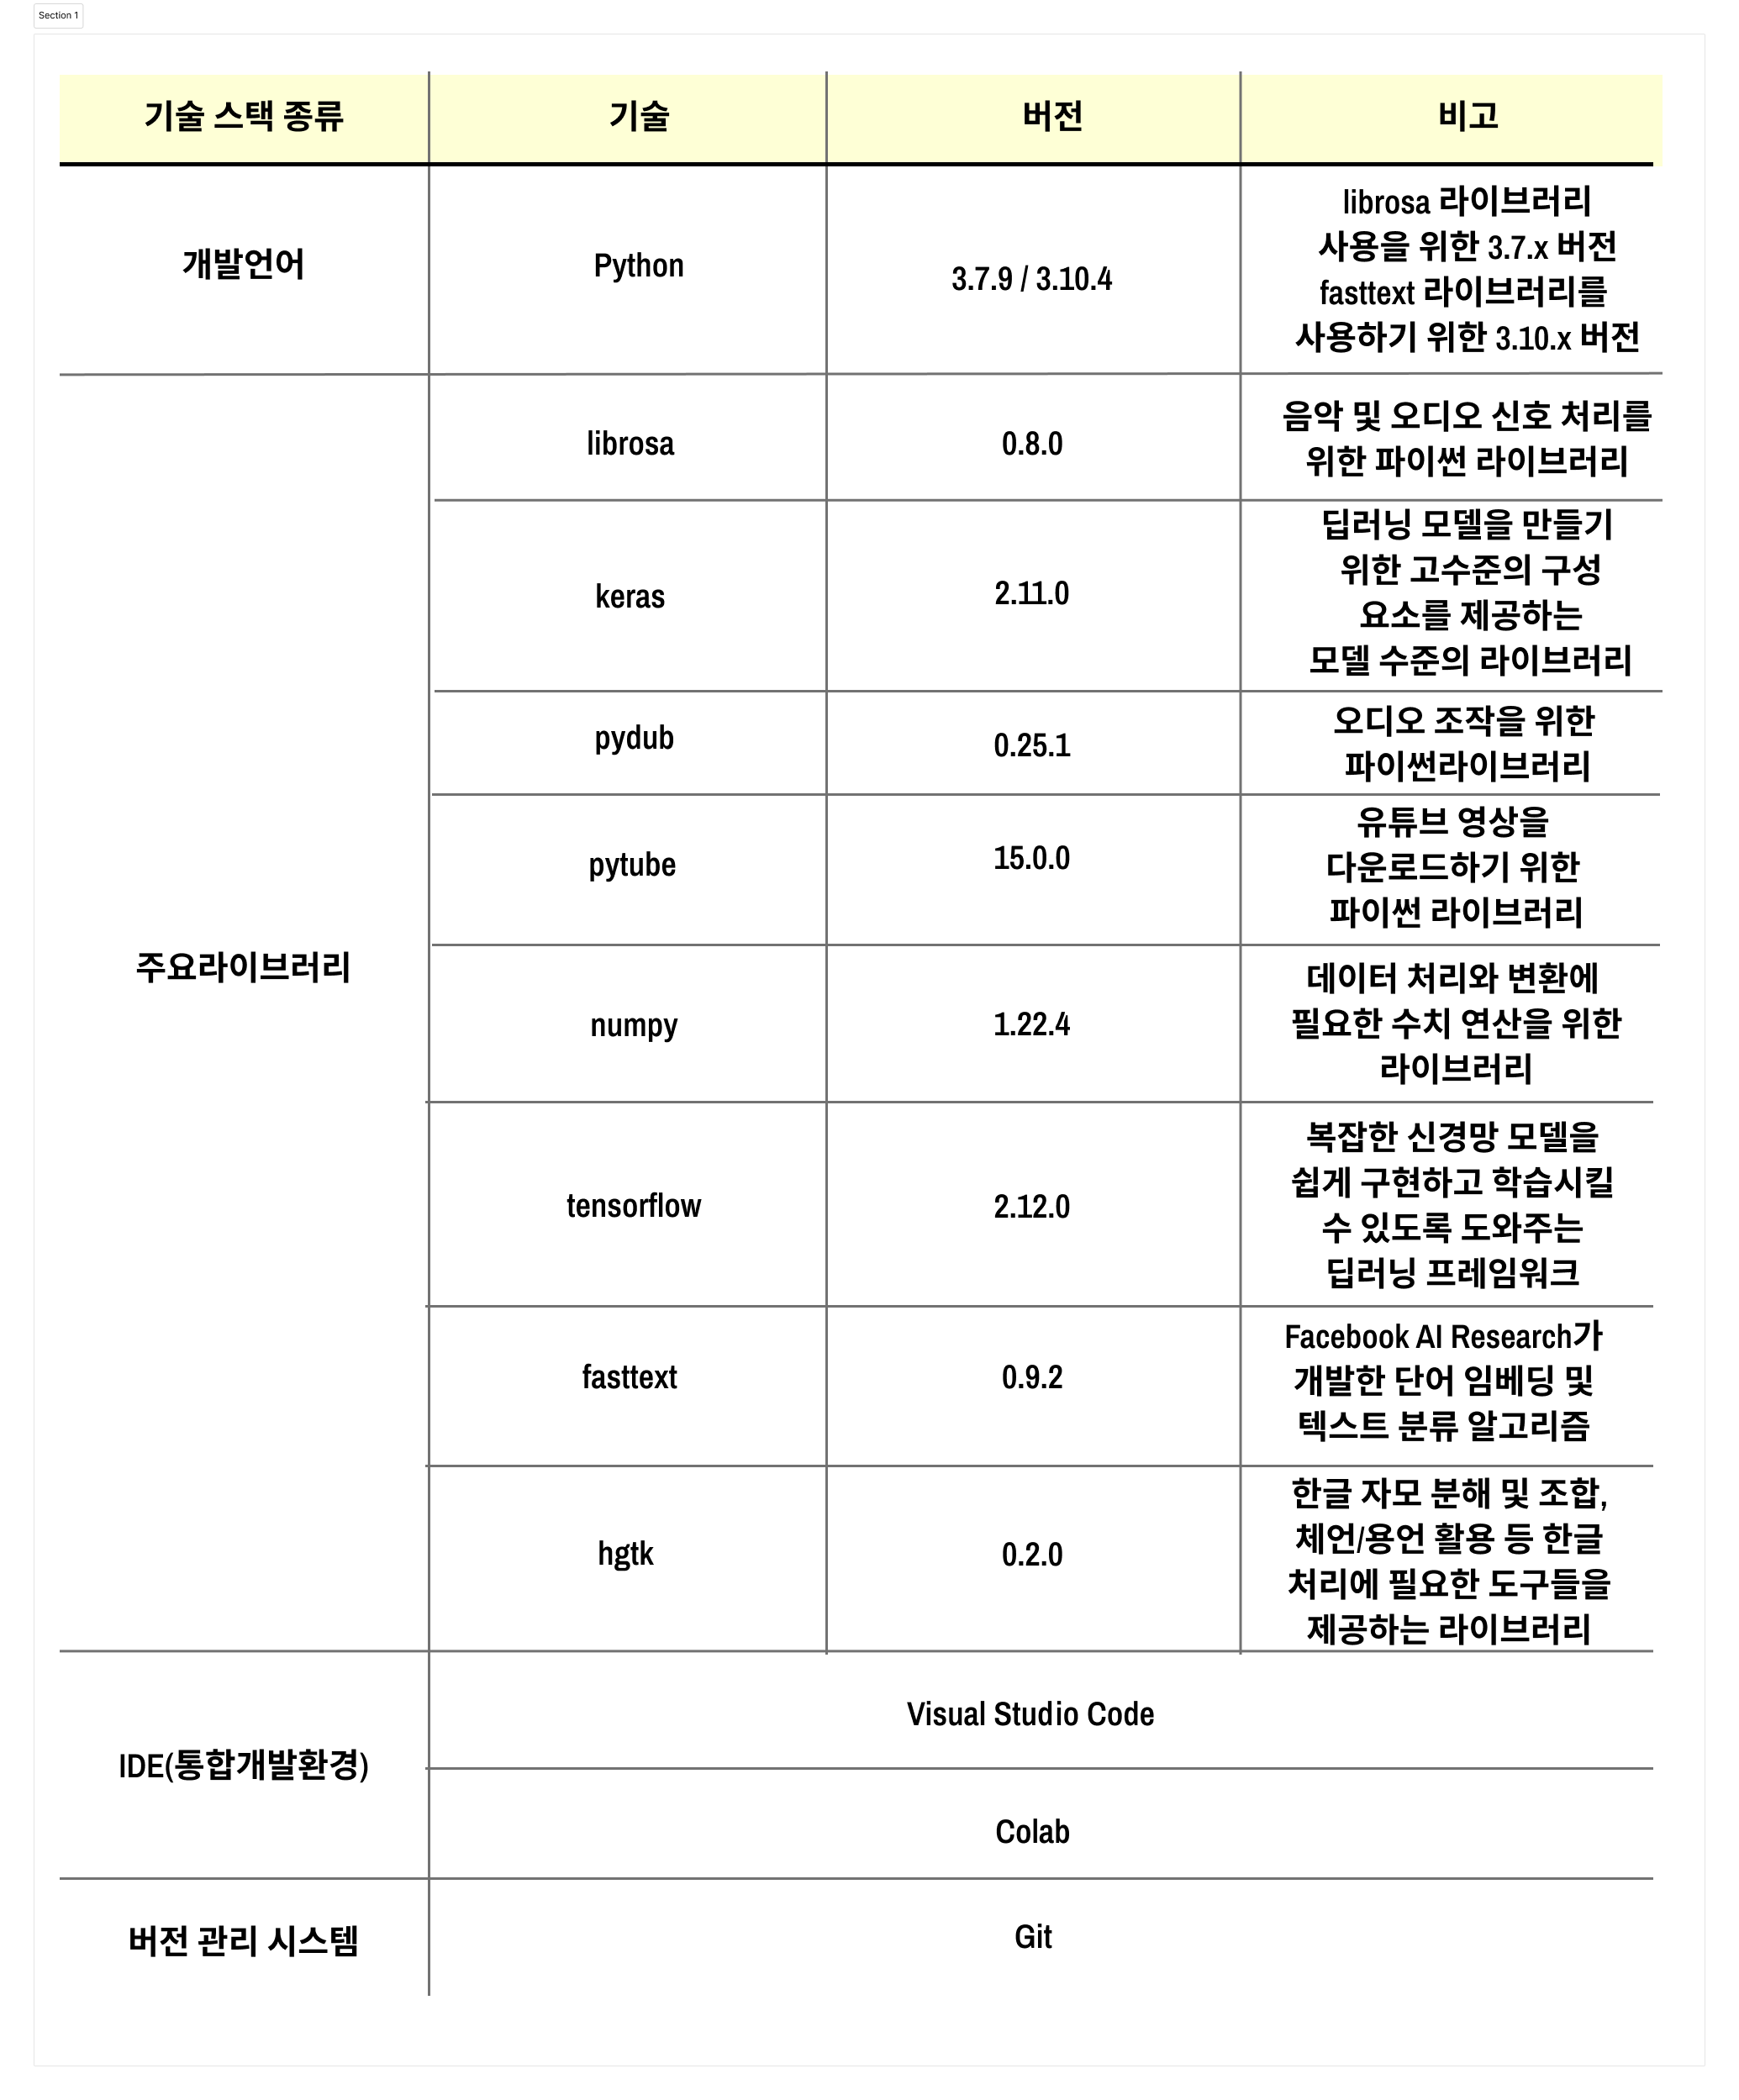 Section 1
기술 스택 종류
기술
버전
비고
개발언어
Python
3.7.9 / 3.10.4
librosa 라이브러리
사용을 위한 3.7.x 버전
fasttext 라이브러리를
사용하기 위한 3.10.x 버전
주요라이브러리
librosa
0.8.0
음악 및 오디오 신호 처리를
위한 파이썬 라이브러리
keras
2.11.0
딥러닝 모델을 만들기
위한 고수준의 구성
요소를 제공하는
모델 수준의 라이브러리
pydub
0.25.1
오디오 조작을 위한
파이썬라이브러리
pytube
15.0.0
유튜브 영상을
다운로드하기 위한
파이썬 라이브러리
numpy
1.22.4
데이터 처리와 변환에
필요한 수치 연산을 위한
라이브러리
tensorflow
2.12.0
복잡한 신경망 모델을
쉽게 구현하고 학습시킬
수 있도록 도와주는
딥러닝 프레임워크
fasttext
0.9.2
Facebook AI Research가
개발한 단어 임베딩 및
텍스트 분류 알고리즘
hgtk
0.2.0
한글 자모 분해 및 조합,
체언/용언 활용 등 한글
처리에 필요한 도구들을
제공하는 라이브러리
IDE(통합개발환경)
Visual Studio Code
Colab
버전 관리 시스템
Git